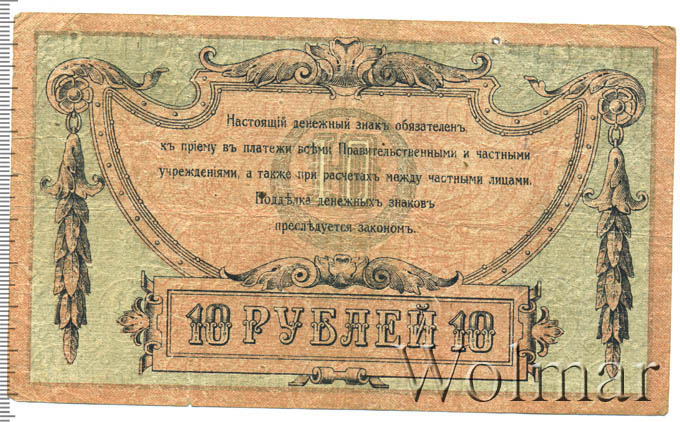 Настоящій денежный знакъ обязателенъ
къ пріему въ платежи всѣми Правительственными и частными
учрежденіями, а также при расчетахъ между частными лицами.
Поддѣлка денежныхъ знаковъ
преслѣдуется закономъ.
10 РУБЛЕЙ 10
Wolmar